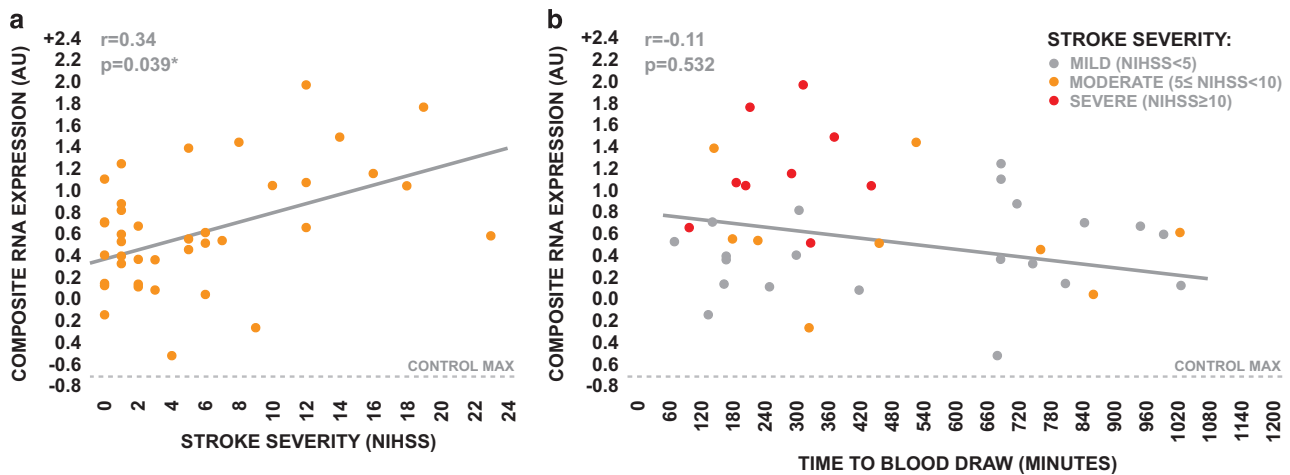 a
r=0.34
p=0.039*
COMPOSITE RNA EXPRESSION (AU)
+2.4
2.2
2.0
1.8
1.6
1.4
1.2
1.0
0.8
0.6
0.4
0.2
0.0
0.2
0.4
-0.6
-0.8
CONTROL MAX
0 2 4 6 8 10 12 14 16 18 20 22 24
STROKE SEVERITY (NIHSS)
b
r=-0.11
p=0.532
STROKE SEVERITY:
MILD (NIHSS<5)
MODERATE (5≤ NIHSS<10)
SEVERE (NIHSS≥10)
COMPOSITE RNA EXPRESSION (AU)
+2.4
2.2
2.0
1.8
1.6
1.4
1.2
1.0
0.8
0.6
0.4
0.2
0.0
0.2
0.4
-0.6
-0.8
CONTROL MAX
0 60 120 180 240 300 360 420 480 540 600 660 720 780 840 900 960 1020 1080 1140 1200
TIME TO BLOOD DRAW (MINUTES)